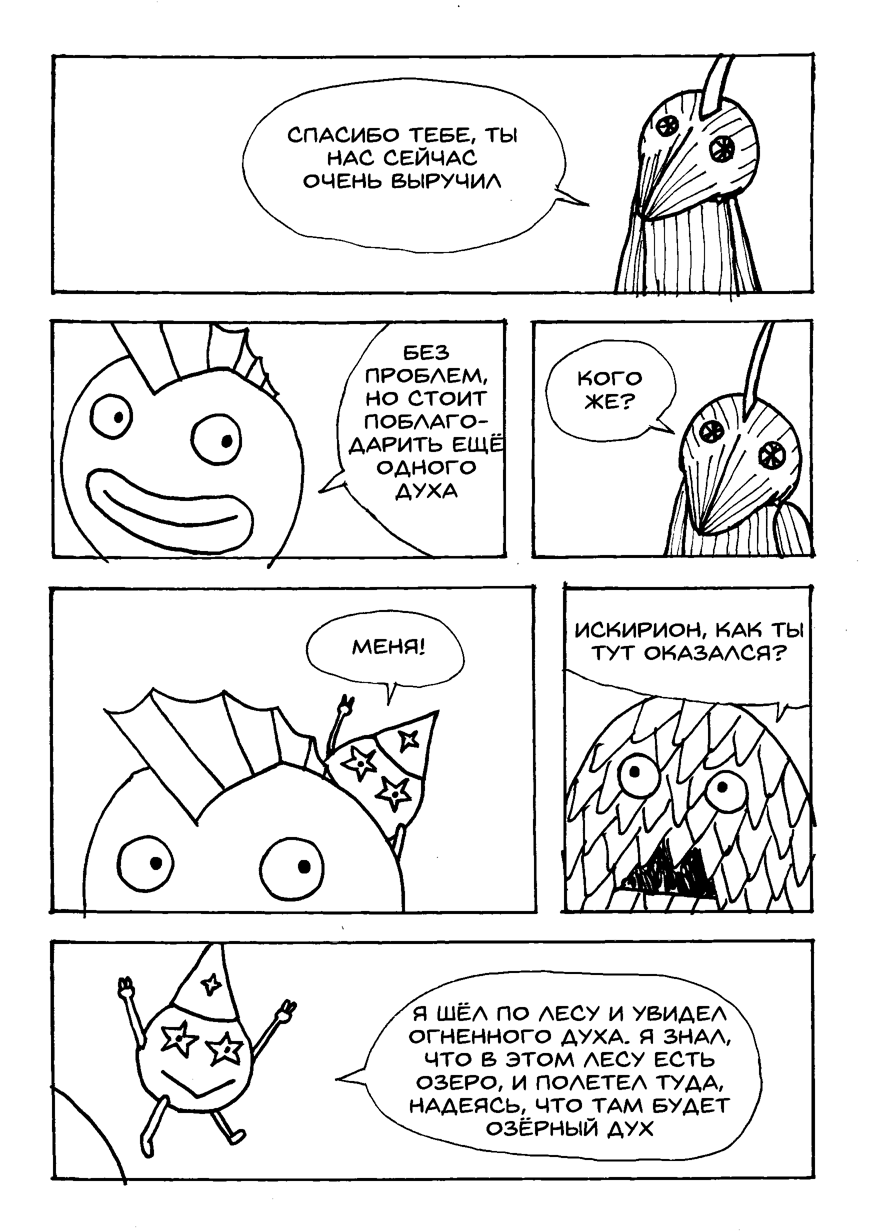 СПАСИБО ТЕБЕ, ТЫ
НАС СЕЙЧАС
ОЧЕНЬ ВЫРУЧИЛ
БЕЗ
ПРОБЛЕМ,
НО СТОИТ
ПОБЛАГО-
ДАРИТЬ ЕЩЁ
ОДНОГО
ДУХА
КОГО
ЖЕ?
МЕНЯ!
ИСКИРИОН, КАК ТЫ
ТУТ ОКАЗАЛСЯ?
Я ШЁЛ ПО ЛЕСУ И УВИДЕЛ
ОГНЕННОГО ДУХА. Я ЗНАЛ,
ЧТО В ЭТОМ ЛЕСУ ЕСТЬ
ОЗЕРО, И ПОЛЕТЕЛ ТУДА,
НАДЕЯСЬ, ЧТО ТАМ БУДЕТ
ОЗЁРНЫЙ ДУХ